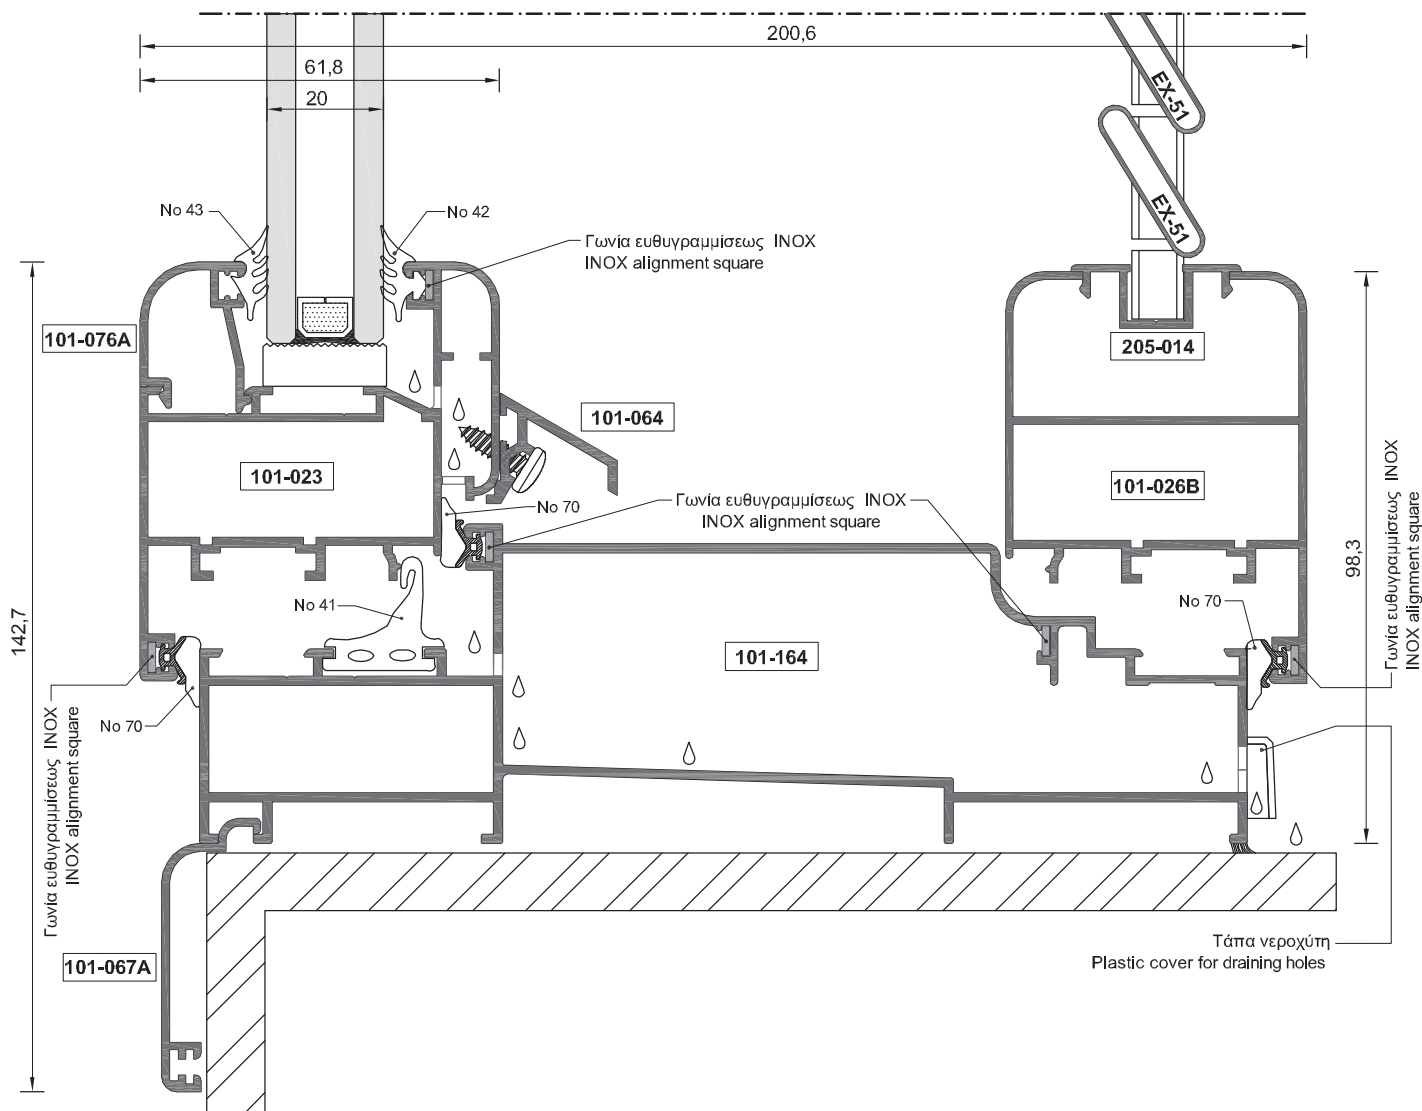 200,6
61,8
20
EX-51
EX-51
No 43
No 42
Γωνία ευθυγραμμίσεως INOX
INOX alignment square
101-076A
205-014
101-064
101-023
101-026B
No 70
Γωνία ευθυγραμμίσεως INOX
INOX alignment square
Γωνία ευθυγραμμίσεως INOX
INOX alignment square
98,3
142,7
No 41
No 70
101-164
No 70
Γωνία ευθυγραμμίσεως INOX
INOX alignment square
101-067A
Τάπα νεροχύτη
Plastic cover for draining holes